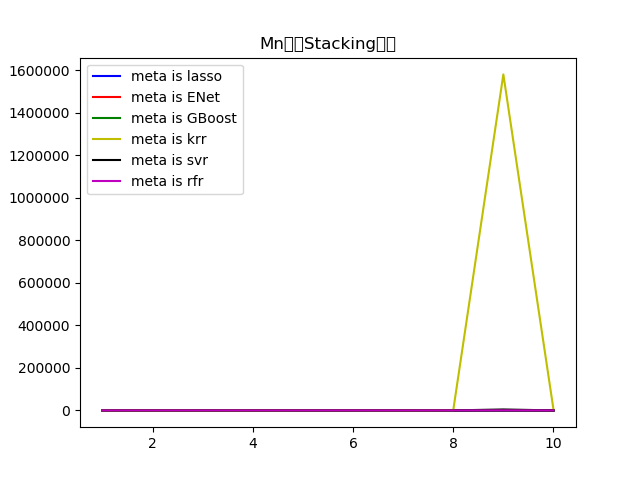 Mn Stacking
1600000
1400000
1200000
1000000
800000
600000
400000
200000
0
meta is lasso
meta is ENet
meta is GBoost
meta is krr
meta is svr
meta is rfr
2 4 6 8 10